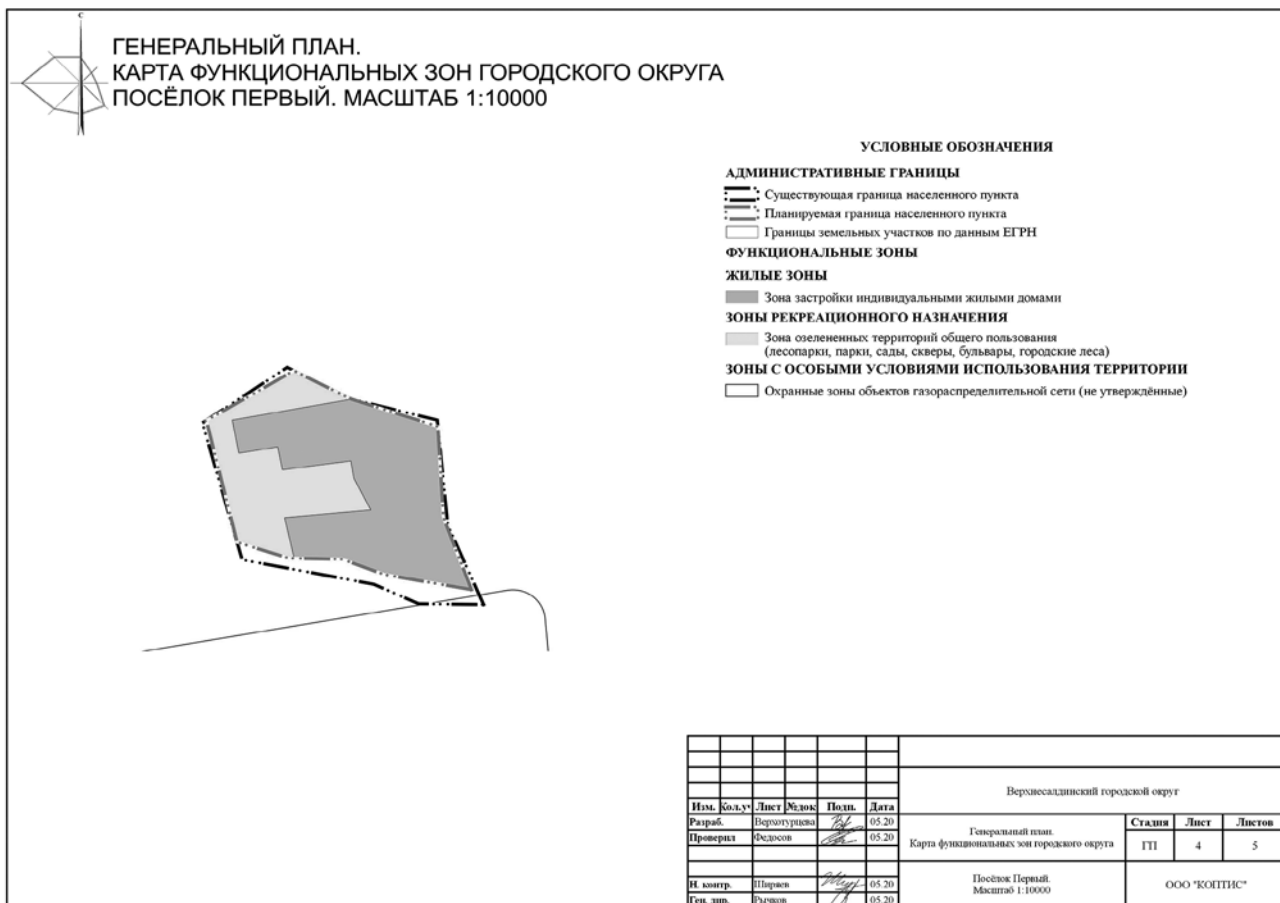 С
ГЕНЕРАЛЬНЫЙ ПЛАН.
КАРТА ФУНКЦИОНАЛЬНЫХ ЗОН ГОРОДСКОГО ОКРУГА
ПОСЁЛОК ПЕРВЫЙ. МАСШТАБ 1:10000
УСЛОВНЫЕ ОБОЗНАЧЕНИЯ
АДМИНИСТРАТИВНЫЕ ГРАНИЦЫ
Существующая граница населенного пункта
Планируемая граница населенного пункта
Границы земельных участков по данным ЕГРН
ФУНКЦИОНАЛЬНЫЕ ЗОНЫ
ЖИЛЫЕ ЗОНЫ
Зона застройки индивидуальными жилыми домами
ЗОНЫ РЕКРЕАЦИОННОГО НАЗНАЧЕНИЯ
Зона озелененных территорий общего пользования
(лесопарки, парки, сады, скверы, бульвары, городские леса)
ЗОНЫ С ОСОБЫМИ УСЛОВИЯМИ ИСПОЛЬЗОВАНИЯ ТЕРРИТОРИИ
Охранные зоны объектов газораспределительной сети (не утверждённые)
Верхнесалдинский городской округ
Изм. Кол.у Лист №док Подп. Дата
Разраб. Верхотурцева 05.20
Проверил Федосов 05.20
Н. контр. Ширяев 05.20
Ген. дир. Рычков 05.20
Генеральный план.
Карта функциональных зон городского округа
Стадия Лист Листов
ГП 4 5
Посёлок Первый.
Масштаб 1:10000
ООО "КОПТИС"